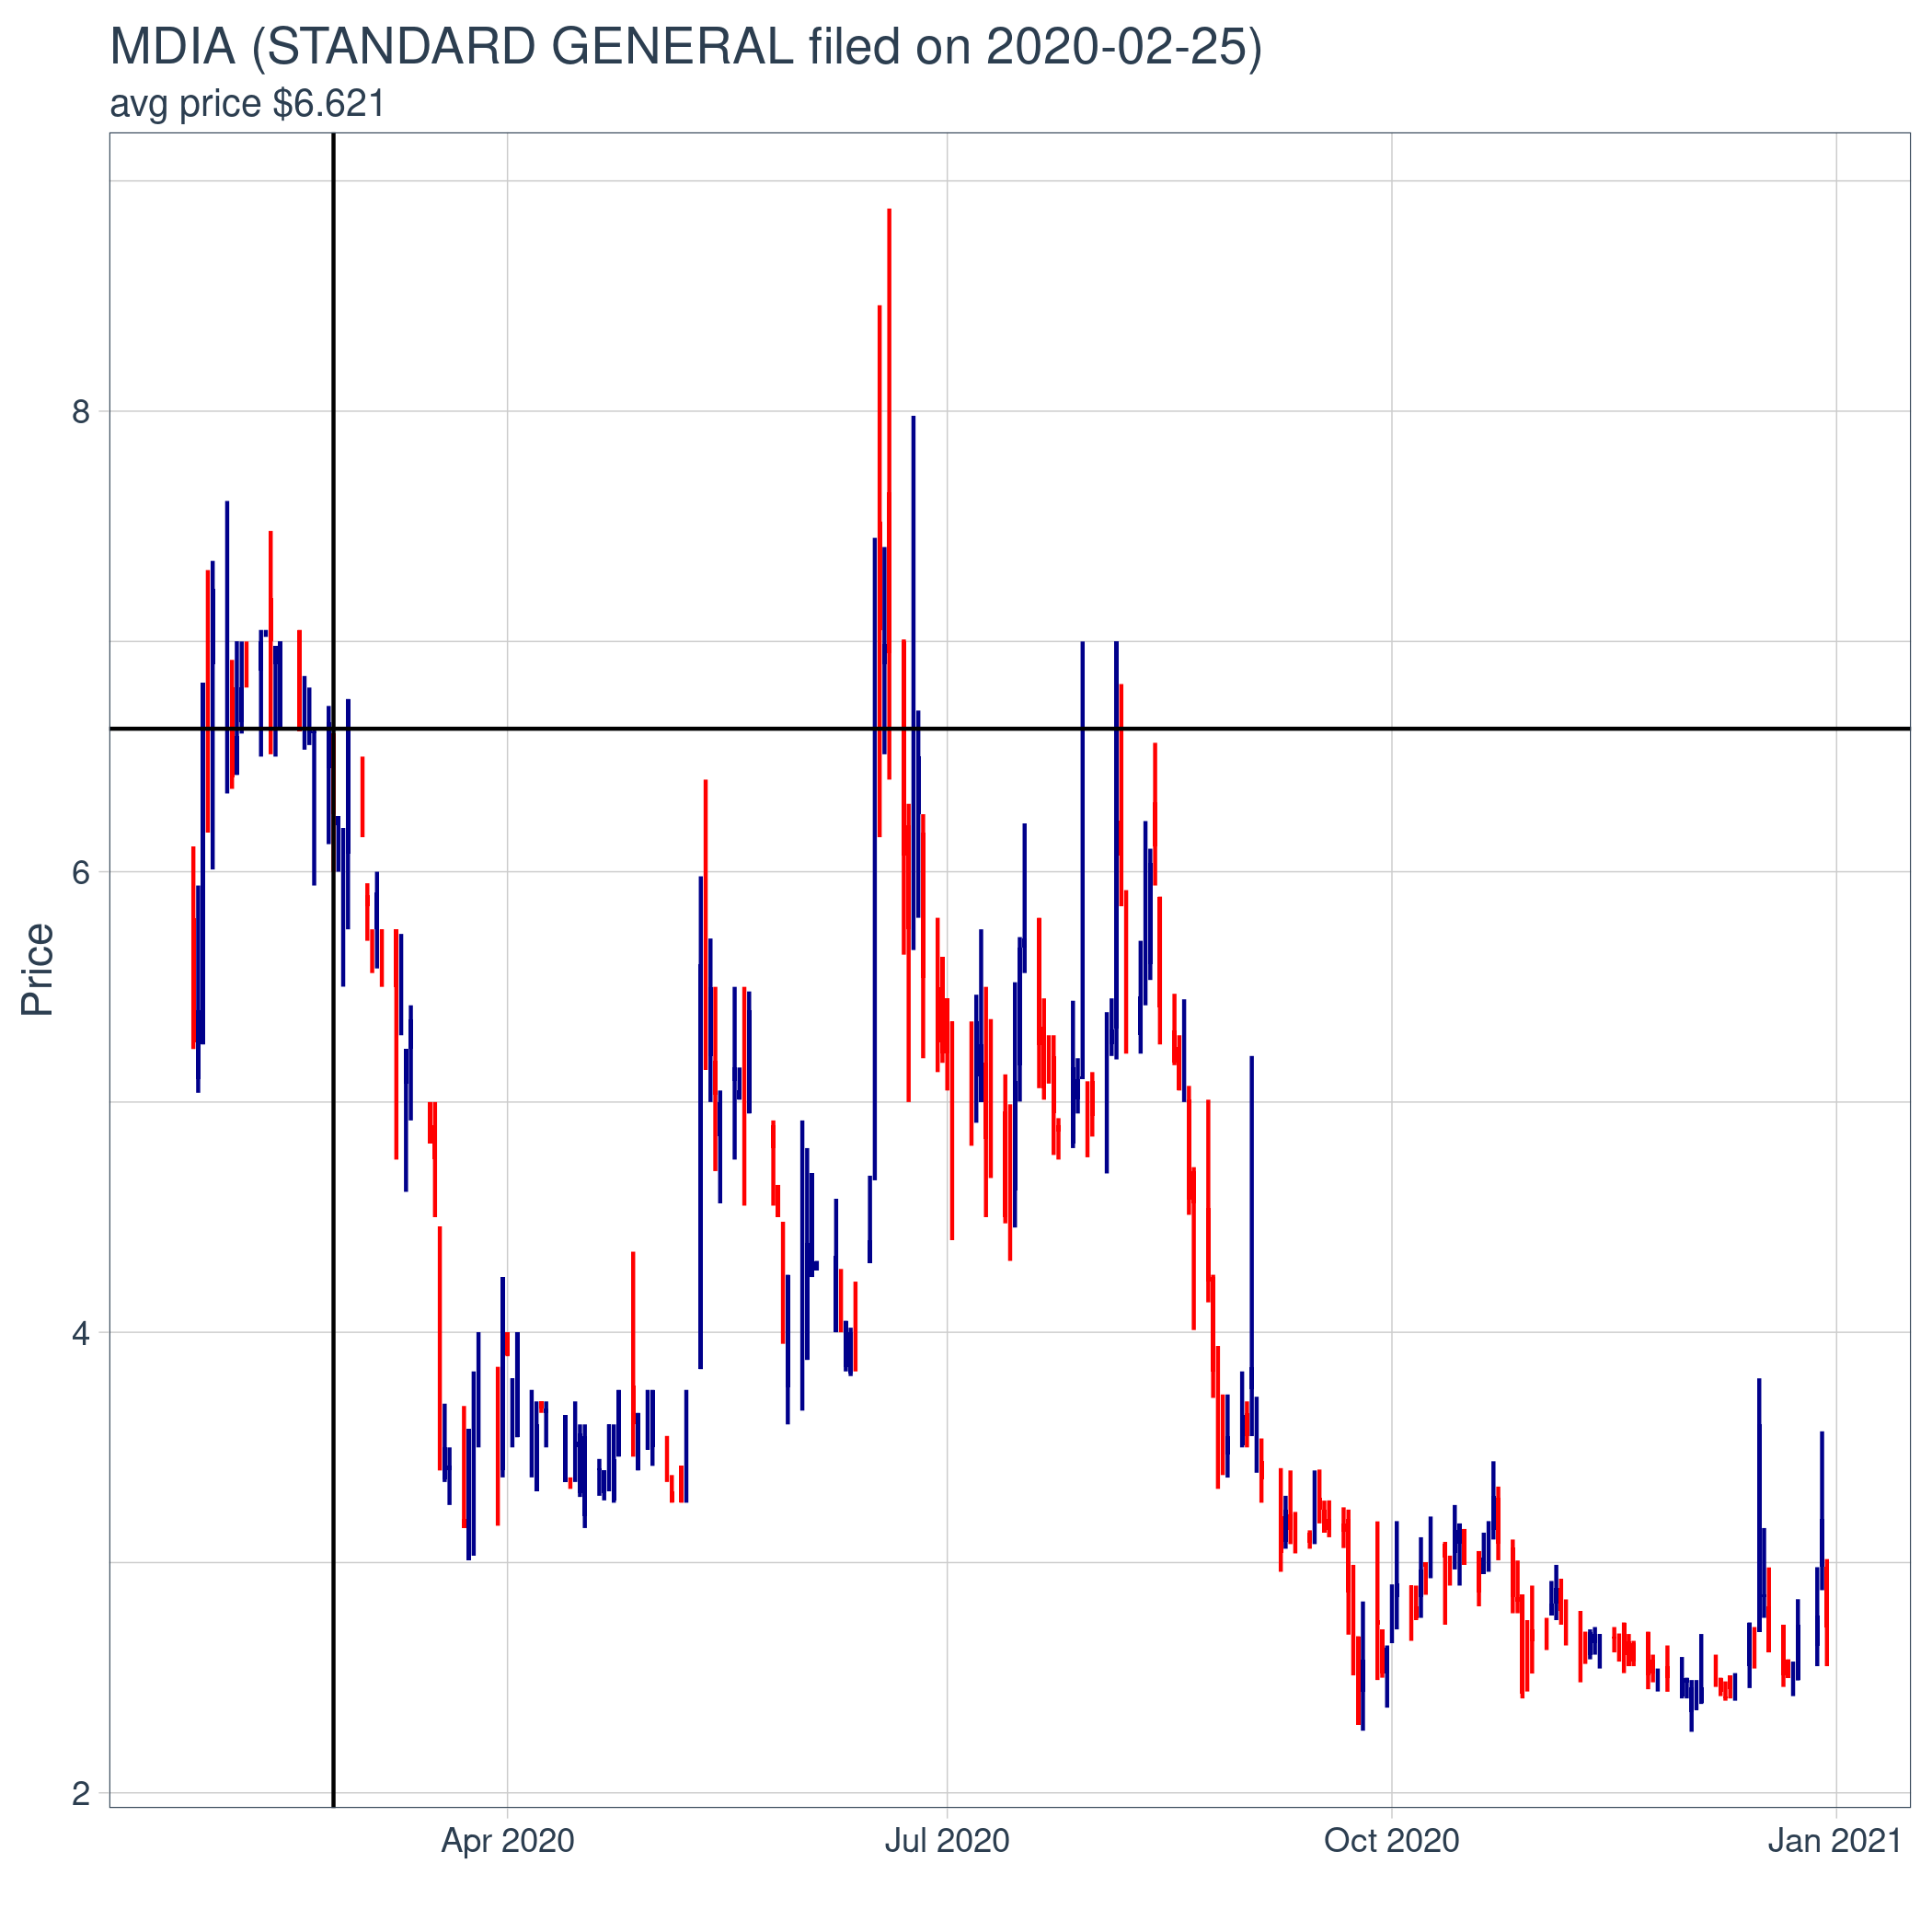 MDIA (STANDARD GENERAL filed on 2020-02-25)
avg price $6.621
8
6
Price
4
2
Apr 2020
Jul 2020
Oct 2020
Jan 2021